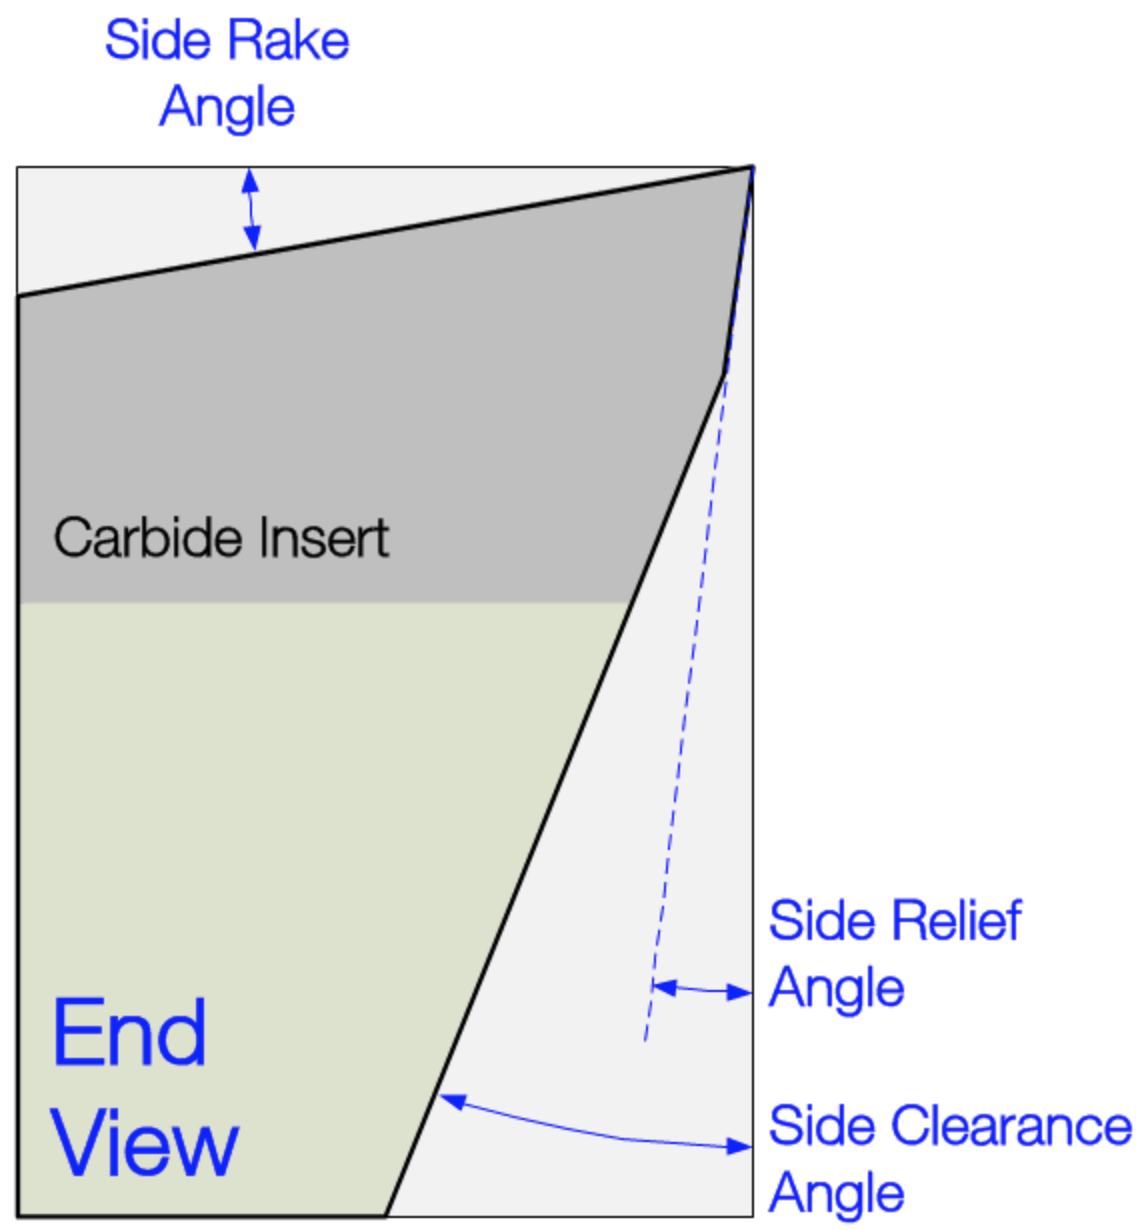 Side Rake
Angle
Carbide Insert
Side Relief
Angle
End
View
Side Clearance
Angle